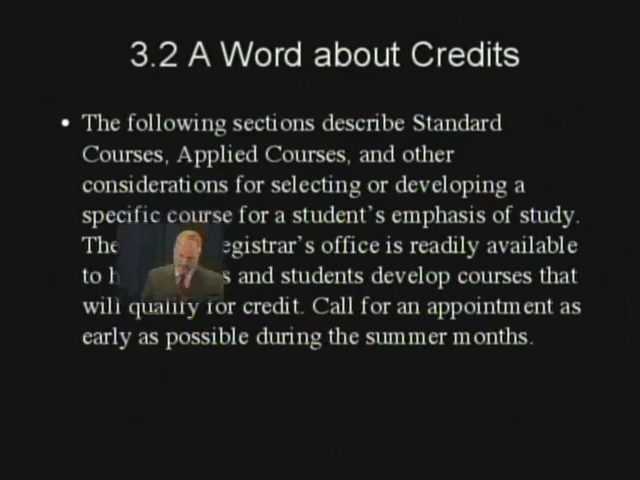 3.2 A Word about Credits
• The following sections describe Standard
Courses, Applied Courses, and other
considerations for selecting or developing a
specific course for a student's emphasis of study.
The egistrar's office is readily available
to h s and students develop courses that
will qualify for credit. Call for an appointment as
early as possible during the summer months.